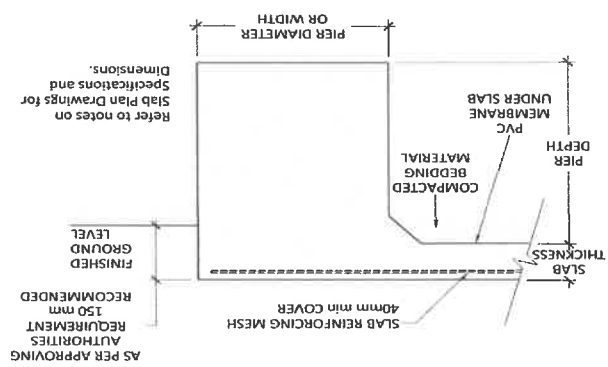 AS PER APPROVING
AUTHORITIES
REQUIREMENT
150 mm
RECOMMENDED
SLAB REINFORCING MESH
40mm min COVER
SLAB
THICKNESS
FINISHED
GROUND
LEVEL
COMPACTED
BEDDING
MATERIAL
PIER
DEPTH
PVC
MEMBRANE
UNDER SLAB
Refer to notes on
Slab Plan Drawings for
Specifications and
Dimensions.
PIER DIAMETER
OR WIDTH